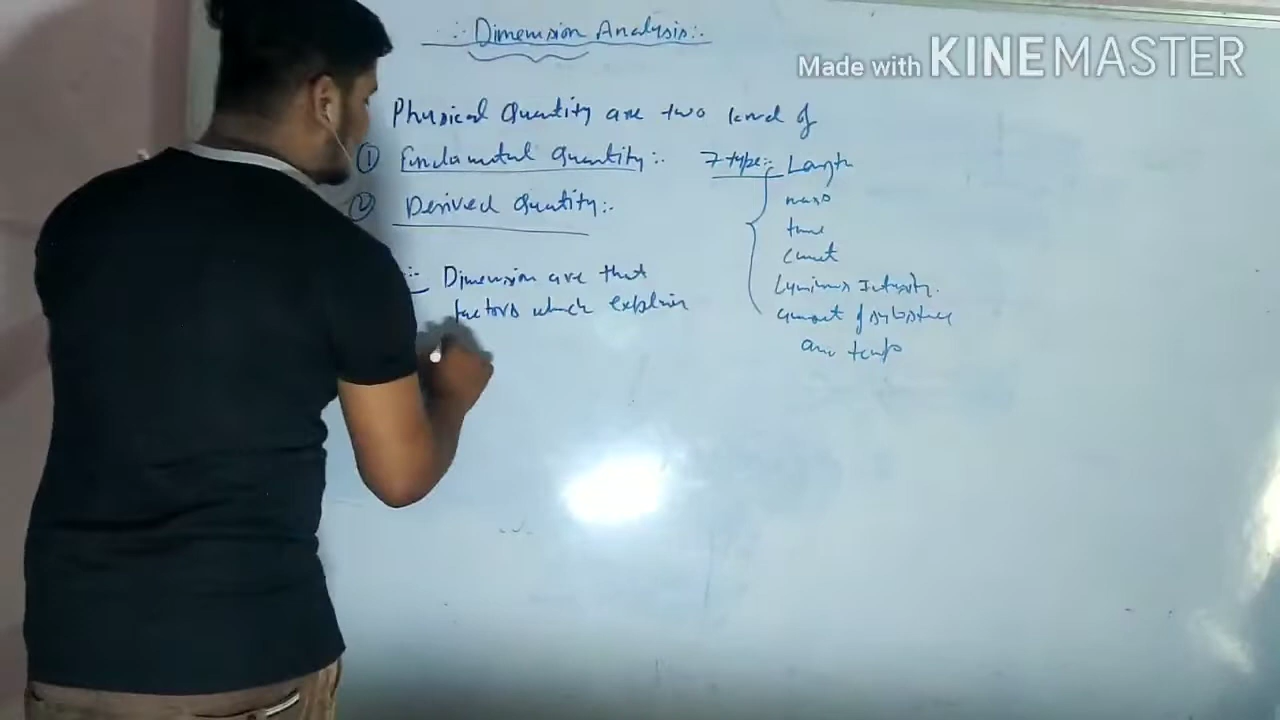 ∴ Dimension Analysis:.
Made with KINEMASTER
Physical Quantity are two kind of
① Fundamental Quantity:.
7 type:- Length
mass
time
Current
Luminous Intensity.
amount of substance
and temp
② Derived Quantity:.
:- Dimension are that
factors which explain